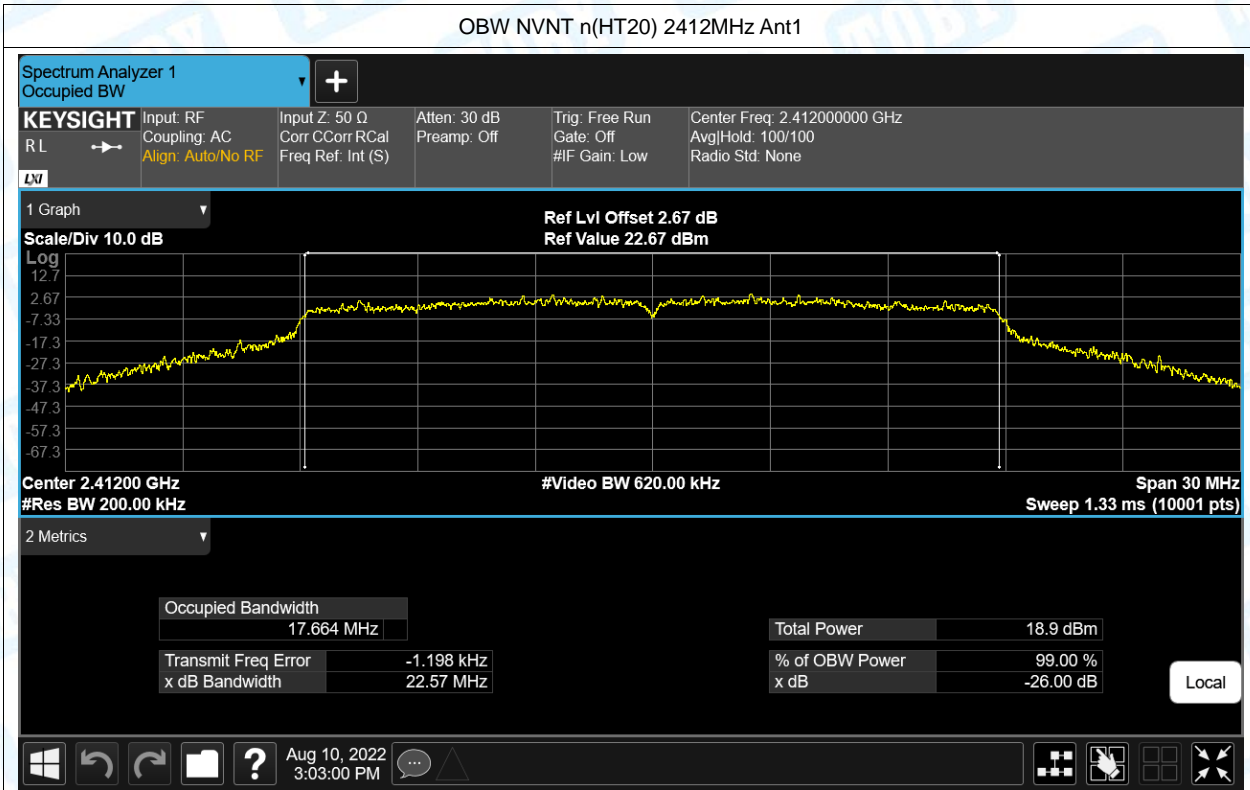 OBW NVNT n(HT20) 2412MHz Ant1
Spectrum Analyzer 1
Occupied BW
KEYSIGHT
RL
LXI
Input: RF
Coupling: AC
Align: Auto/No RF
Input Z: 50 Ω
Corr CCorr RCal
Freq Ref: Int (S)
Atten: 30 dB
Preamp: Off
Trig: Free Run
Gate: Off
#IF Gain: Low
Center Freq: 2.412000000 GHz
Avg|Hold: 100/100
Radio Std: None
1 Graph
Scale/Div 10.0 dB
Ref Lvl Offset 2.67 dB
Ref Value 22.67 dBm
Log
12.7
2.67
-7.33
-17.3
-27.3
-37.3
-47.3
-57.3
-67.3
Center 2.41200 GHz
#Video BW 620.00 kHz
Span 30 MHz
#Res BW 200.00 kHz
Sweep 1.33 ms (10001 pts)
2 Metrics
Occupied Bandwidth
17.664 MHz
Total Power 18.9 dBm
Transmit Freq Error -1.198 kHz
% of OBW Power 99.00 %
x dB Bandwidth 22.57 MHz
x dB -26.00 dB
Local
Aug 10, 2022
3:03:00 PM